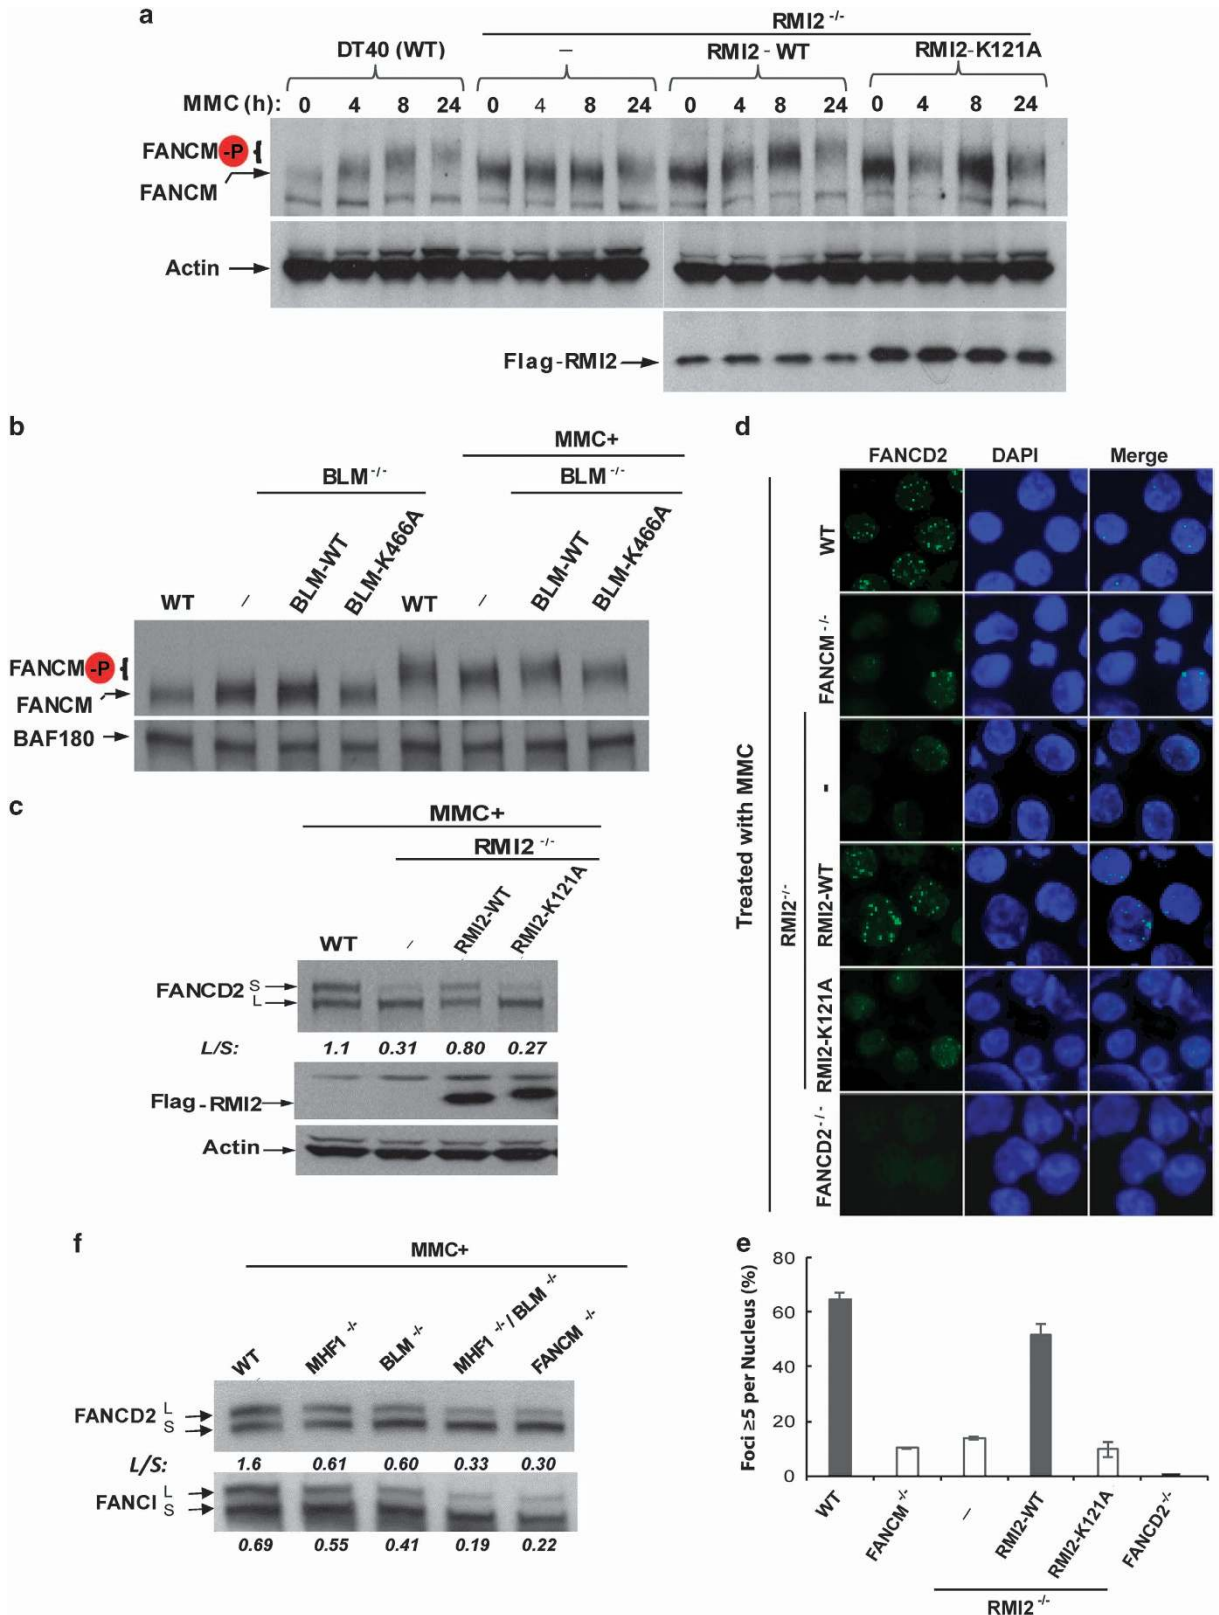 a
RMI2 -/-
DT40 (WT)
–
RMI2 - WT
RMI2-K121A
MMC (h): 0 4 8 24 0 4 8 24 0 4 8 24 0 4 8 24
FANCM -P {
FANCM
Actin
Flag-RMI2
b
MMC+
BLM -/-
BLM -/-
WT / BLM-WT BLM-K466A WT / BLM-WT BLM-K466A
FANCM -P {
FANCM
BAF180
c
MMC+
RMI2 -/-
WT / RMI2-WT RMI2-K121A
FANCD2 S
L
L/S: 1.1 0.31 0.80 0.27
Flag-RMI2
Actin
d
FANCD2 DAPI Merge
Treated with MMC
WT
FANCM -/-
RMI2-/-
-
RMI2-WT
RMI2-K121A
FANCD2 -/-
f
MMC+
WT MHF1 -/- BLM -/- MHF1 -/- / BLM -/- FANCM -/-
FANCD2 L
S
L/S: 1.6 0.61 0.60 0.33 0.30
FANCI L
S
0.69 0.55 0.41 0.19 0.22
e
Foci ≥5 per Nucleus (%)
80
60
40
20
0
WT FANCM -/- – RMI2-WT RMI2-K121A FANCD2 -/-
RMI2 -/-